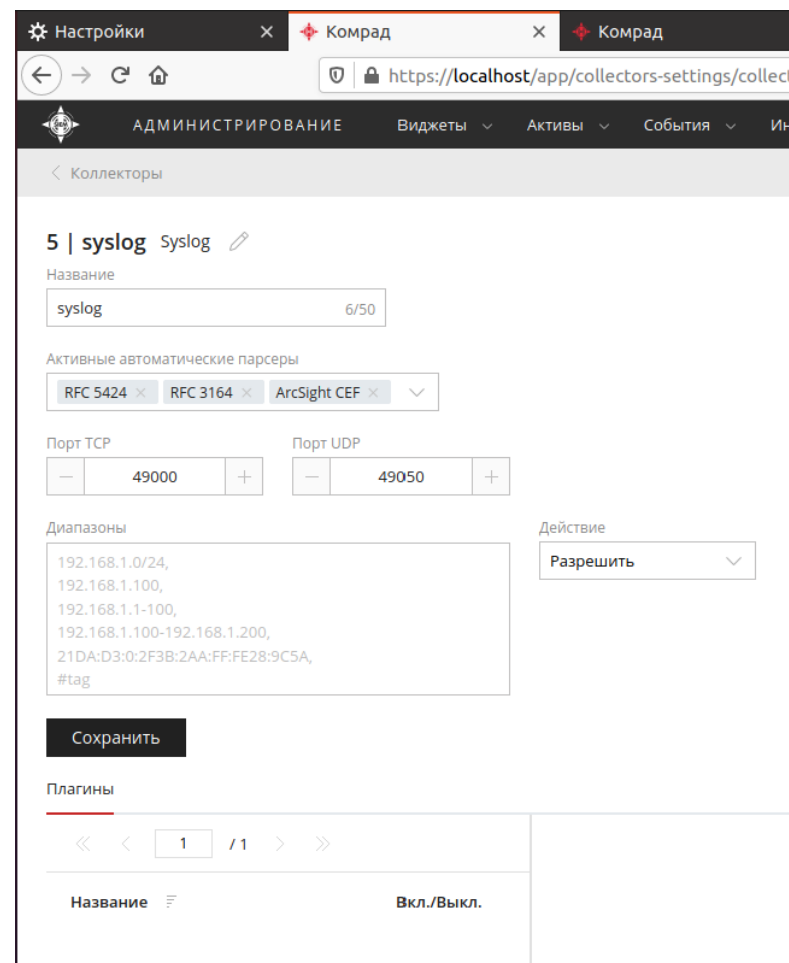 Настройки Комрад Комрад
https://localhost/app/collectors-settings/collect
АДМИНИСТРИРОВАНИЕ Виджеты Активы События Ин
Коллекторы
5 | syslog Syslog
Название
syslog 6/50
Активные автоматические парсеры
RFC 5424 RFC 3164 ArcSight CEF
Порт TCP Порт UDP
49000 49050
Диапазоны Действие
192.168.1.0/24, Разрешить
192.168.1.100,
192.168.1.1-100,
192.168.1.100-192.168.1.200,
21DA:D3:0:2F3B:2AA:FF:FE28:9C5A,
#tag
Сохранить
Плагины
1 / 1
Название Вкл./Выкл.